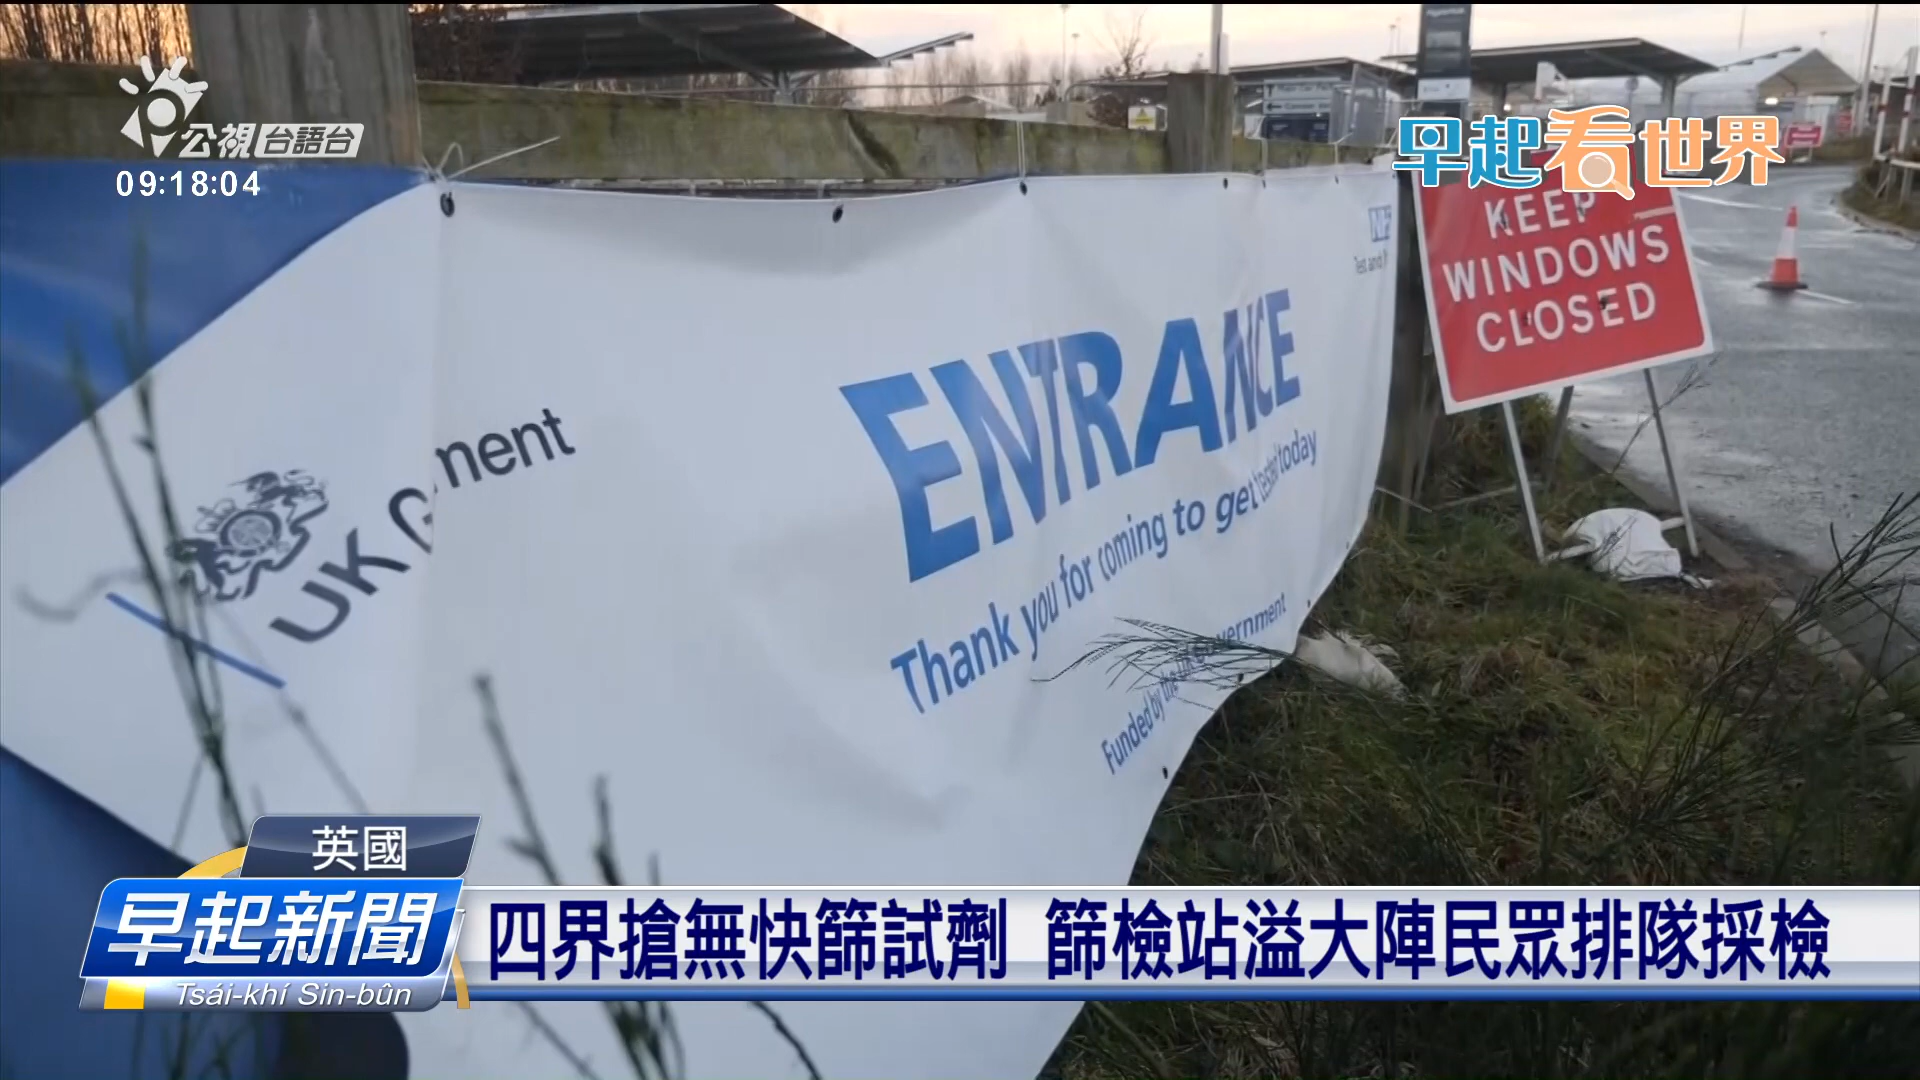 公視台語台
09:18:04
早起看世界
KEEP
WINDOWS
CLOSED
UK G
ment
ENTRANCE
Thank you for coming to get tested today
Funded by the UK Government
英國
早起新聞
Tsái-khí Sin-bûn
四界搶無快篩試劑 篩檢站溢大陣民眾排隊採檢